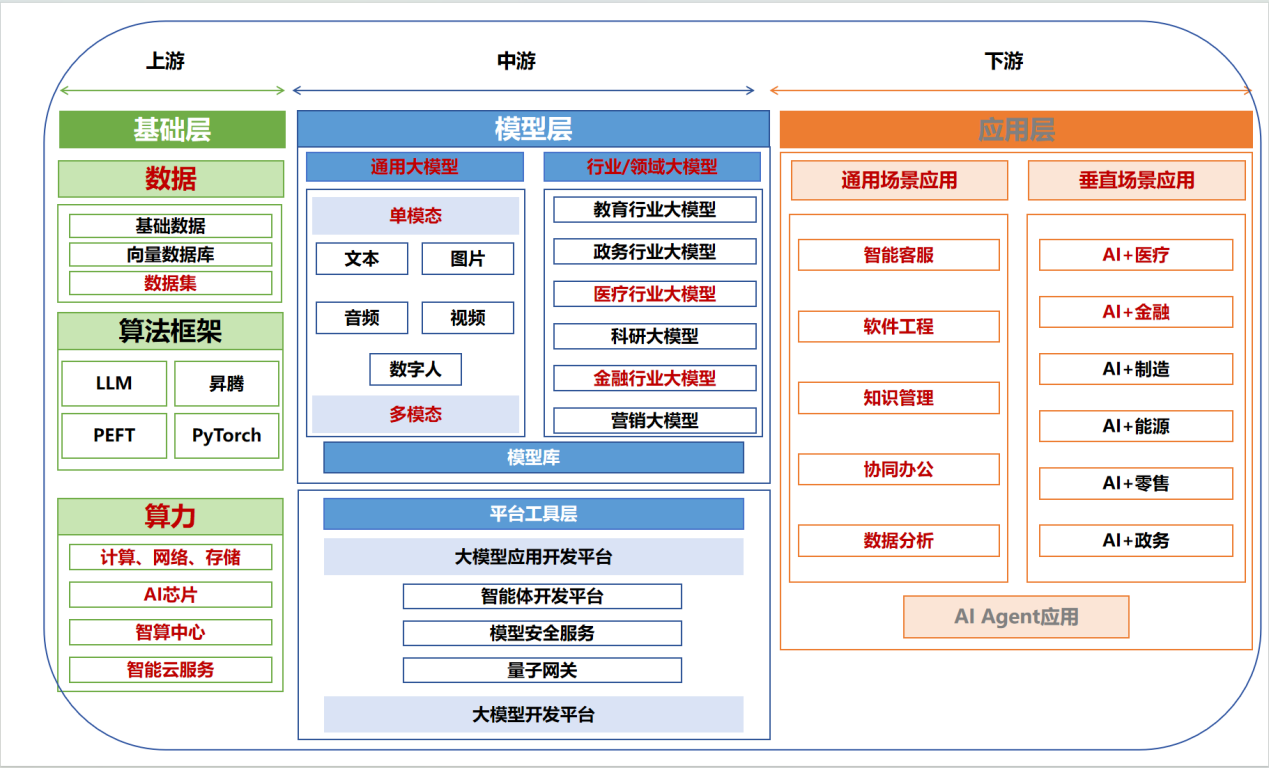 上游
中游
下游
基础层
数据
基础数据
向量数据库
数据集
算法框架
LLM
昇腾
PEFT
PyTorch
算力
计算、网络、存储
AI芯片
智算中心
智能云服务
模型层
通用大模型
单模态
文本
图片
音频
视频
数字人
多模态
行业/领域大模型
教育行业大模型
政务行业大模型
医疗行业大模型
科研大模型
金融行业大模型
营销大模型
模型库
平台工具层
大模型应用开发平台
智能体开发平台
模型安全服务
量子网关
大模型开发平台
应用层
通用场景应用
智能客服
软件工程
知识管理
协同办公
数据分析
垂直场景应用
AI+医疗
AI+金融
AI+制造
AI+能源
AI+零售
AI+政务
AI Agent应用